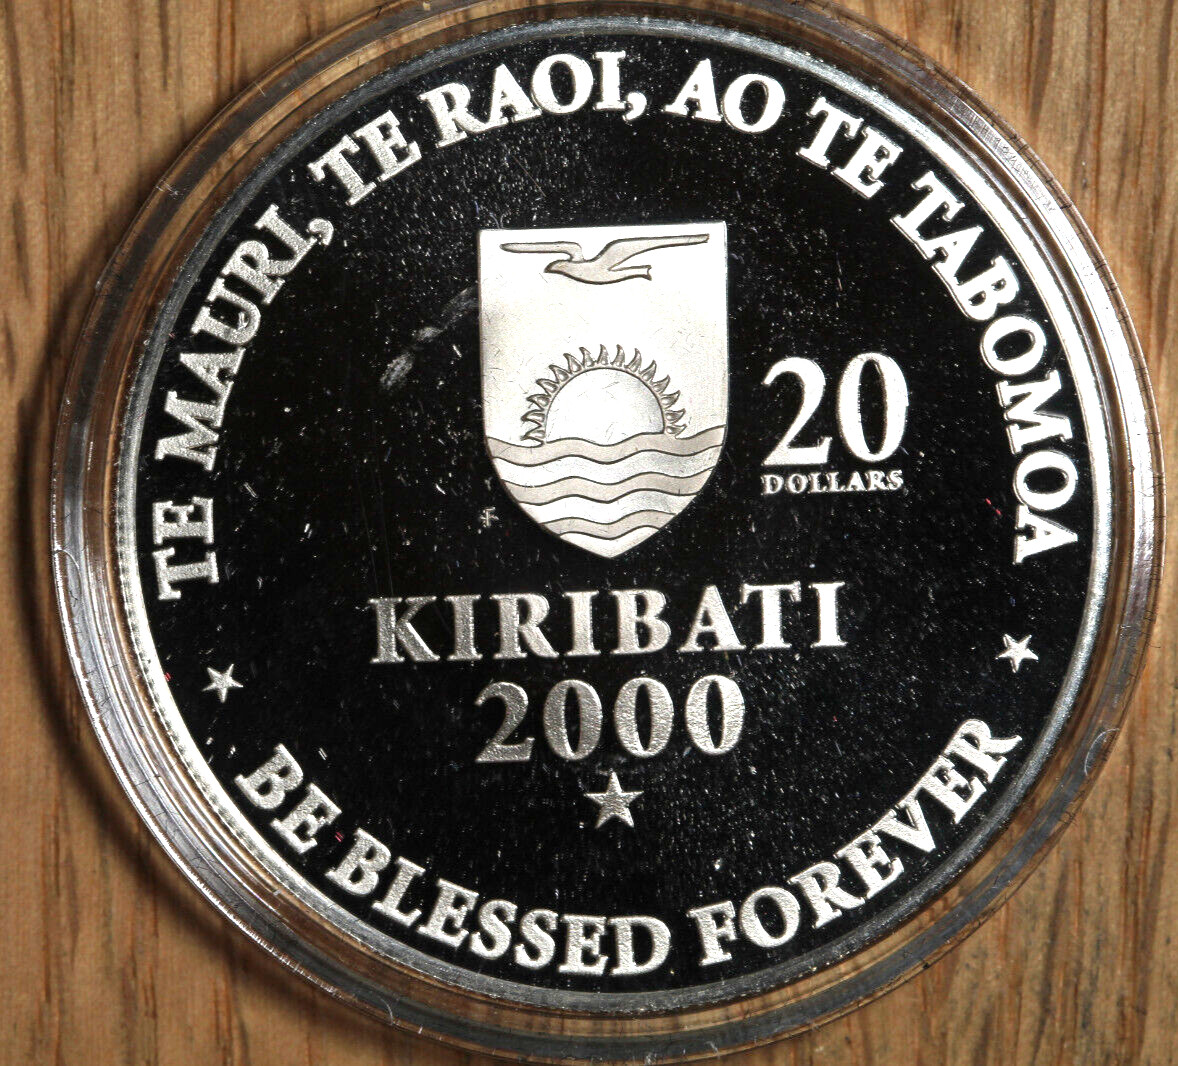 TE MAURI, TE RAOI, AO TE TABOMOA
20
DOLLARS
KIRIBATI
2000
BE BLESSED FOREVER